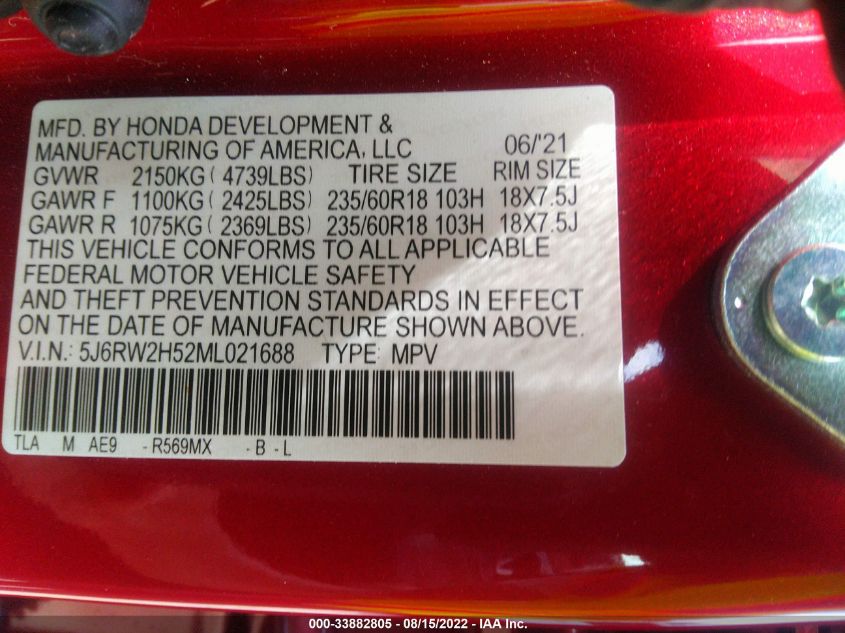 MFD. BY HONDA DEVELOPMENT &
MANUFACTURING OF AMERICA, LLC 06/'21
GVWR 2150KG ( 4739LBS) TIRE SIZE RIM SIZE
GAWR F 1100KG ( 2425LBS) 235/60R18 103H 18X7.5J
GAWR R 1075KG ( 2369LBS) 235/60R18 103H 18X7.5J
THIS VEHICLE CONFORMS TO ALL APPLICABLE
FEDERAL MOTOR VEHICLE SAFETY
AND THEFT PREVENTION STANDARDS IN EFFECT
ON THE DATE OF MANUFACTURE SHOWN ABOVE.
V.I.N.: 5J6RW2H52ML021688 TYPE: MPV
TLA M AE9 -R569MX -B-L
000-33882805 - 08/15/2022 - IAA Inc.